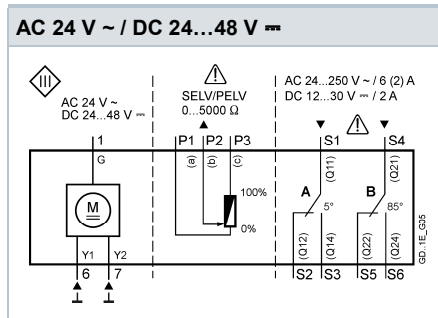 AC 24 V ~ / DC 24...48 V ⎓
III
AC 24 V ~
DC 24...48 V ⎓
SELV/PELV
0...5000 Ω
AC 24...250 V ~ / 6 (2) A
DC 12...30 V ⎓ / 2 A
1 P1 P2 P3 S1 S4
G (a) (b) (c) (Q11) (Q21)
100%
0%
M
A 5° B 85°
Y1 Y2 (Q12) (Q14) (Q22) (Q24)
6 7 S2 S3 S5 S6
GD..1E_G05